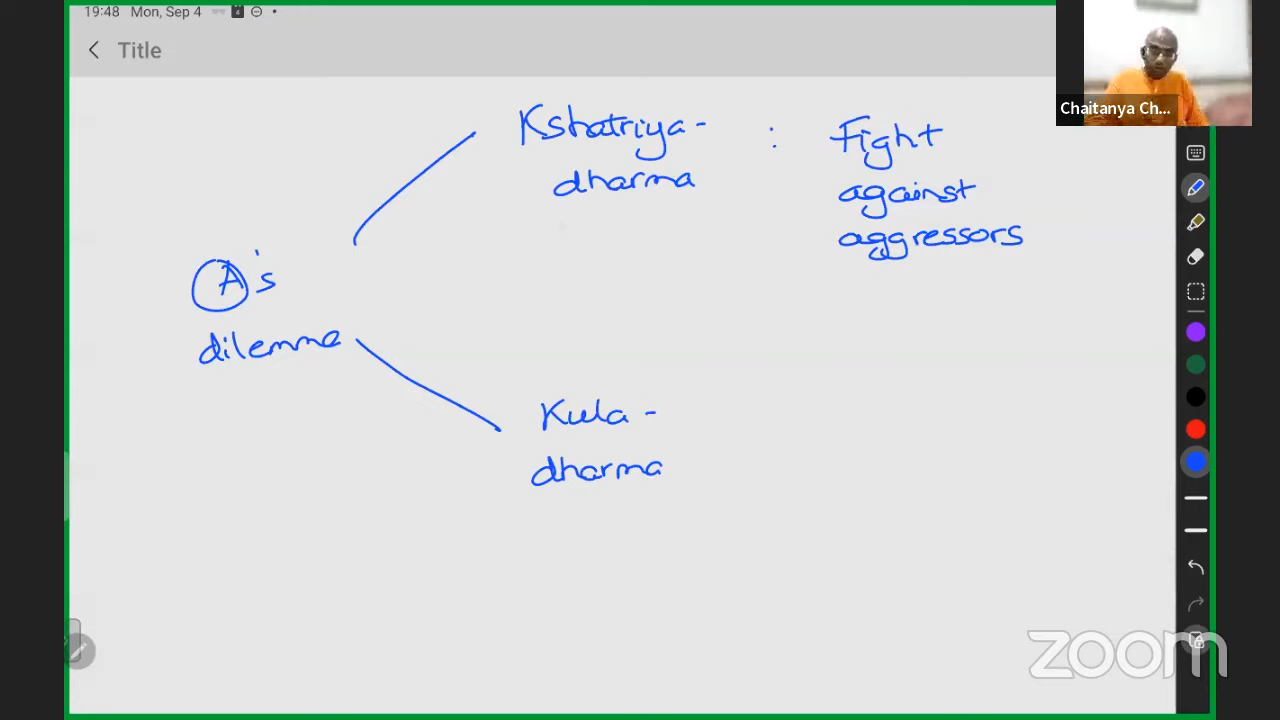 19:48 Mon, Sep 4
Title
Chaitanya Ch...
Kshatriya-
dharma
: Fight
against
aggressors
A's
dilemma
Kula-
dharma
zoom